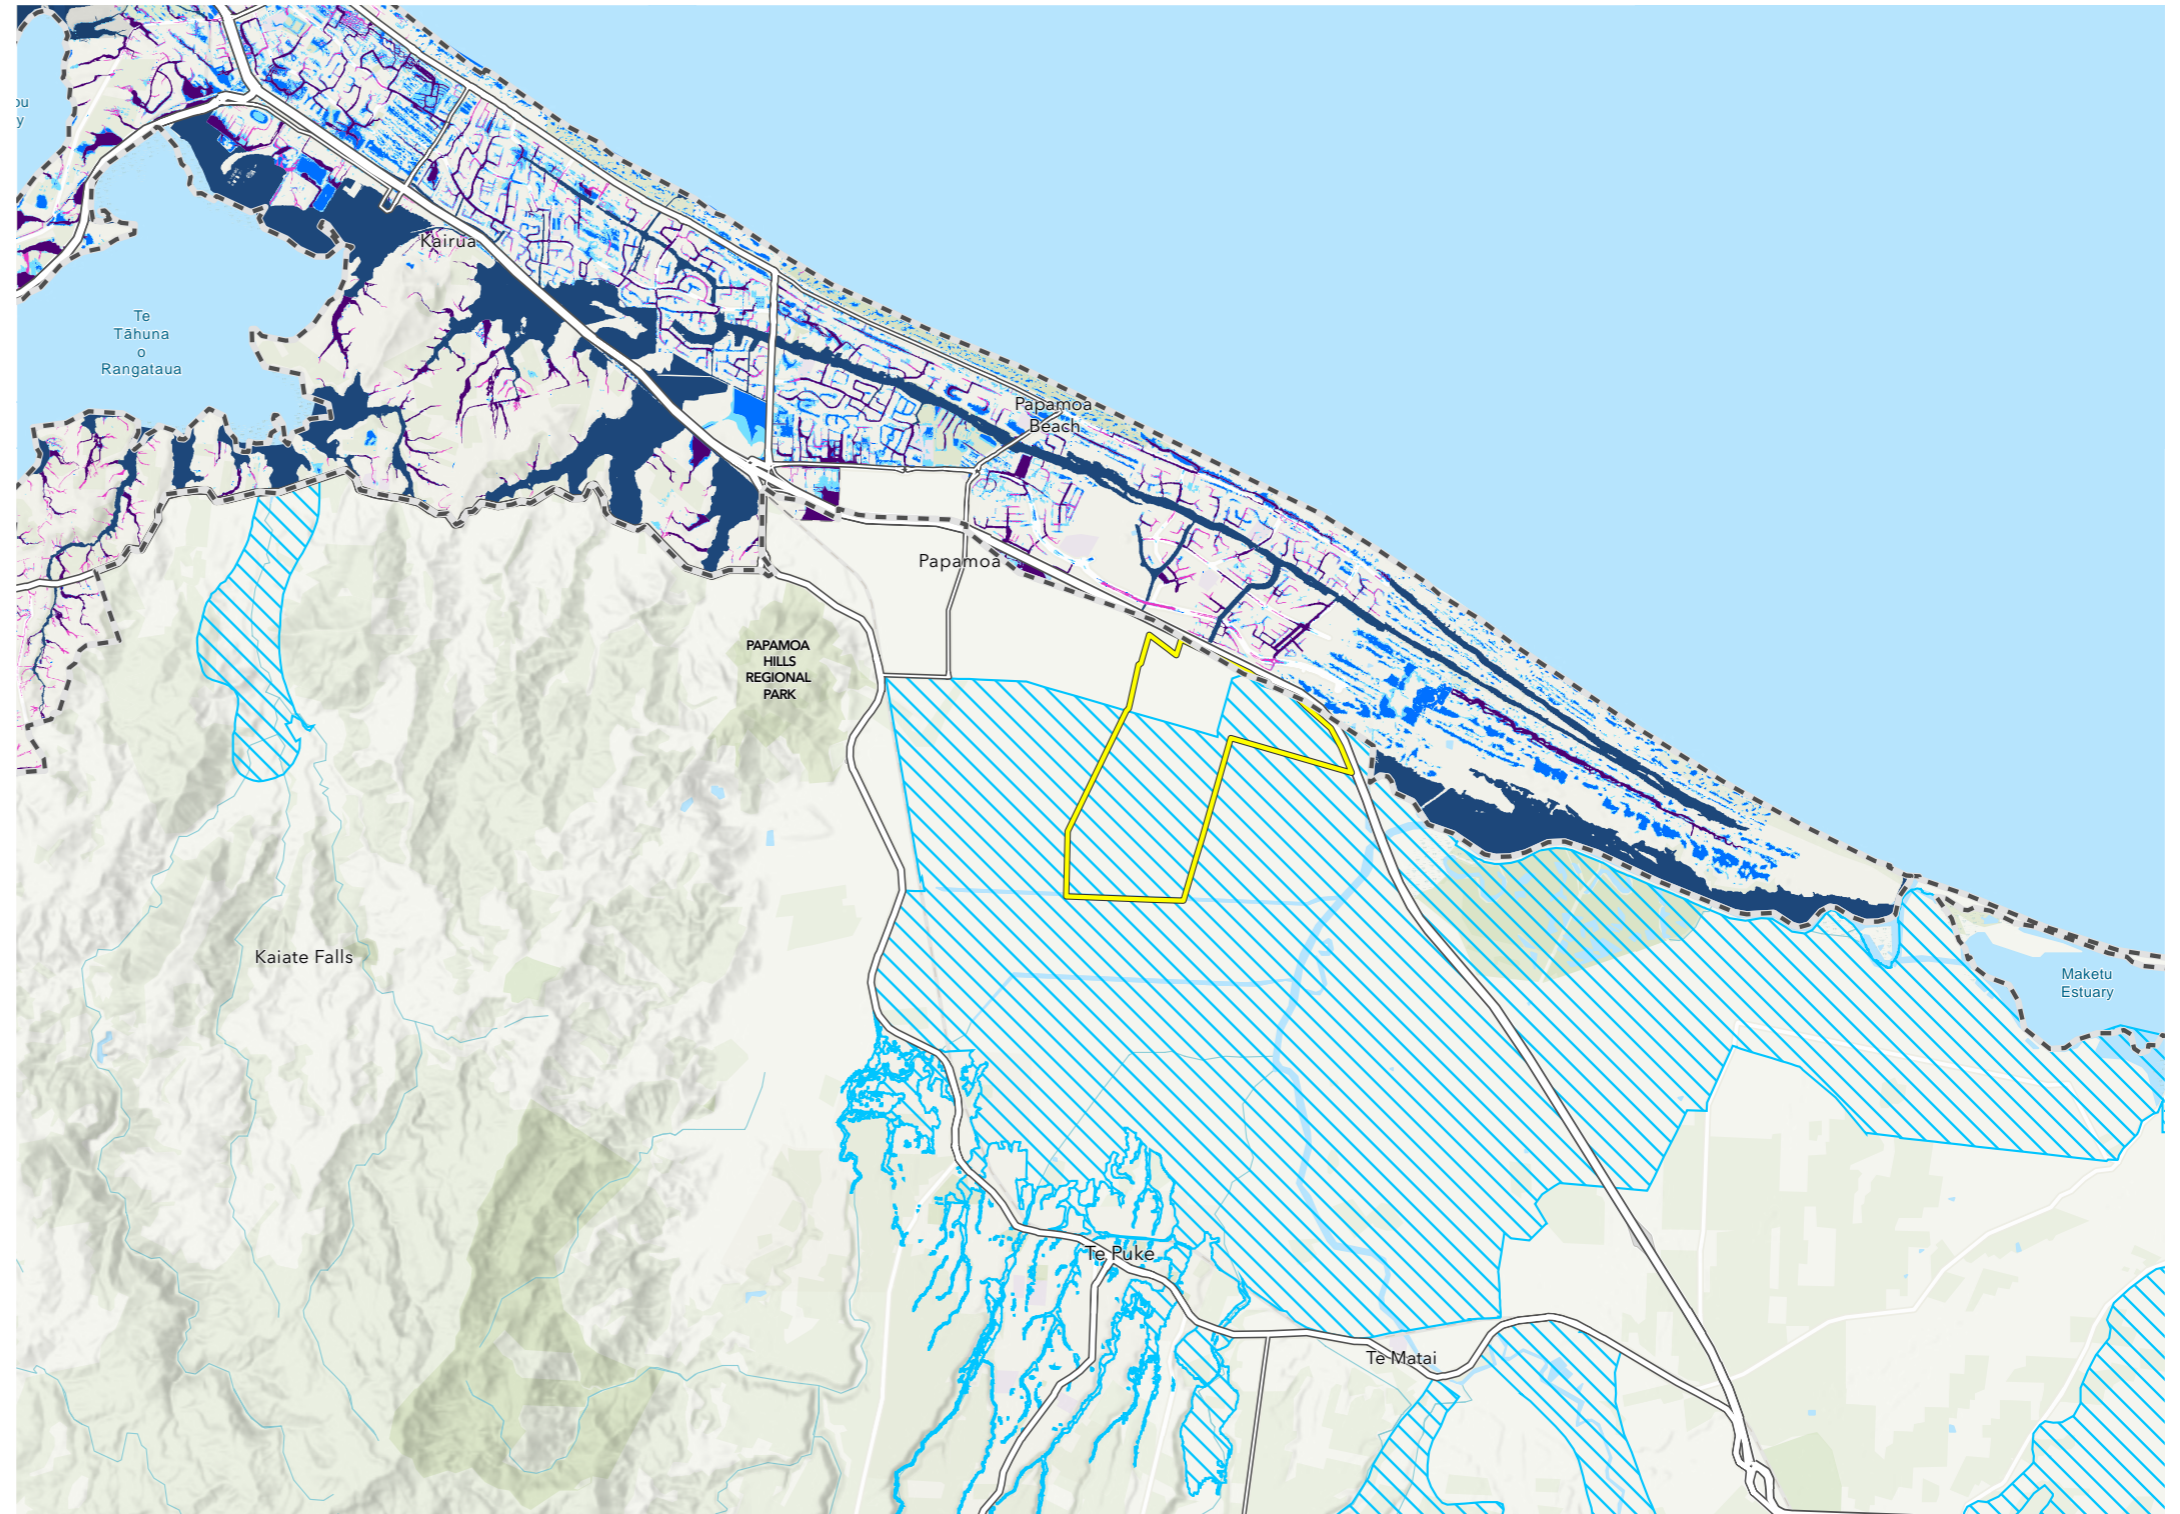 ou
y
Kairua
Te
Tāhuna
o
Rangataua
Papamoa
Beach
Papamoa
PAPAMOA
HILLS
REGIONAL
PARK
Kaiate Falls
Maketu
Estuary
Te Puke
Te Matai